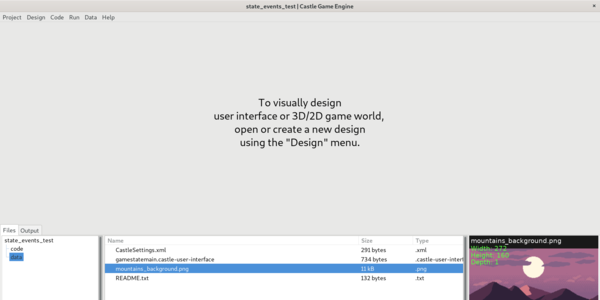 state_events_test | Castle Game Engine ×
Project Design Code Run Data Help
To visually design
user interface or 3D/2D game world,
open or create a new design
using the "Design" menu.
Files Output
state_events_test
code
data
Name Size Type
CastleSettings.xml 291 bytes .xml
gamestatemain.castle-user-interface 734 bytes .castle-user-interf
mountains_background.png 11 kB .png
README.txt 132 bytes .txt
mountains_background.png
Width: 272
Height: 160
Depth: 1